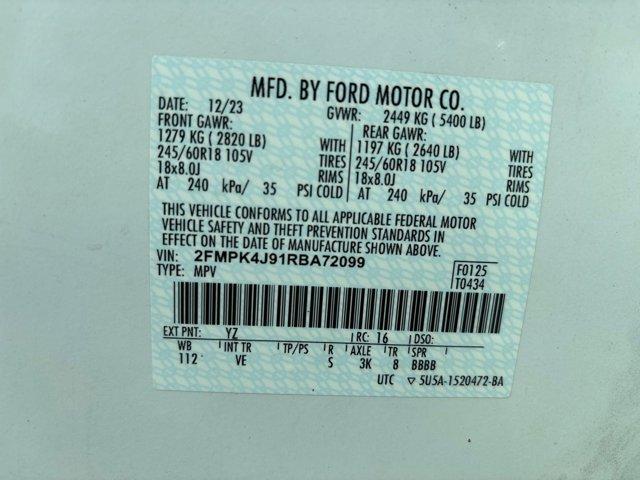 MFD. BY FORD MOTOR CO.
DATE: 12/23 GVWR: 2449 KG ( 5400 LB)
FRONT GAWR: REAR GAWR:
1279 KG ( 2820 LB) WITH 1197 KG ( 2640 LB) WITH
245/60R18 105V TIRES 245/60R18 105V TIRES
18x8.0J RIMS 18x8.0J RIMS
AT 240 kPa/ 35 PSI COLD AT 240 kPa/ 35 PSI COLD
THIS VEHICLE CONFORMS TO ALL APPLICABLE FEDERAL MOTOR
VEHICLE SAFETY AND THEFT PREVENTION STANDARDS IN
EFFECT ON THE DATE OF MANUFACTURE SHOWN ABOVE.
VIN: 2FMPK4J91RBA72099 F0125
TYPE: MPV T0434
EXT PNT: YZ RC: 16 DSO:
WB INT TR TP/PS R AXLE TR SPR
112 VE S 3K 8 BBBB
UTC ▽ 5U5A-1520472-BA